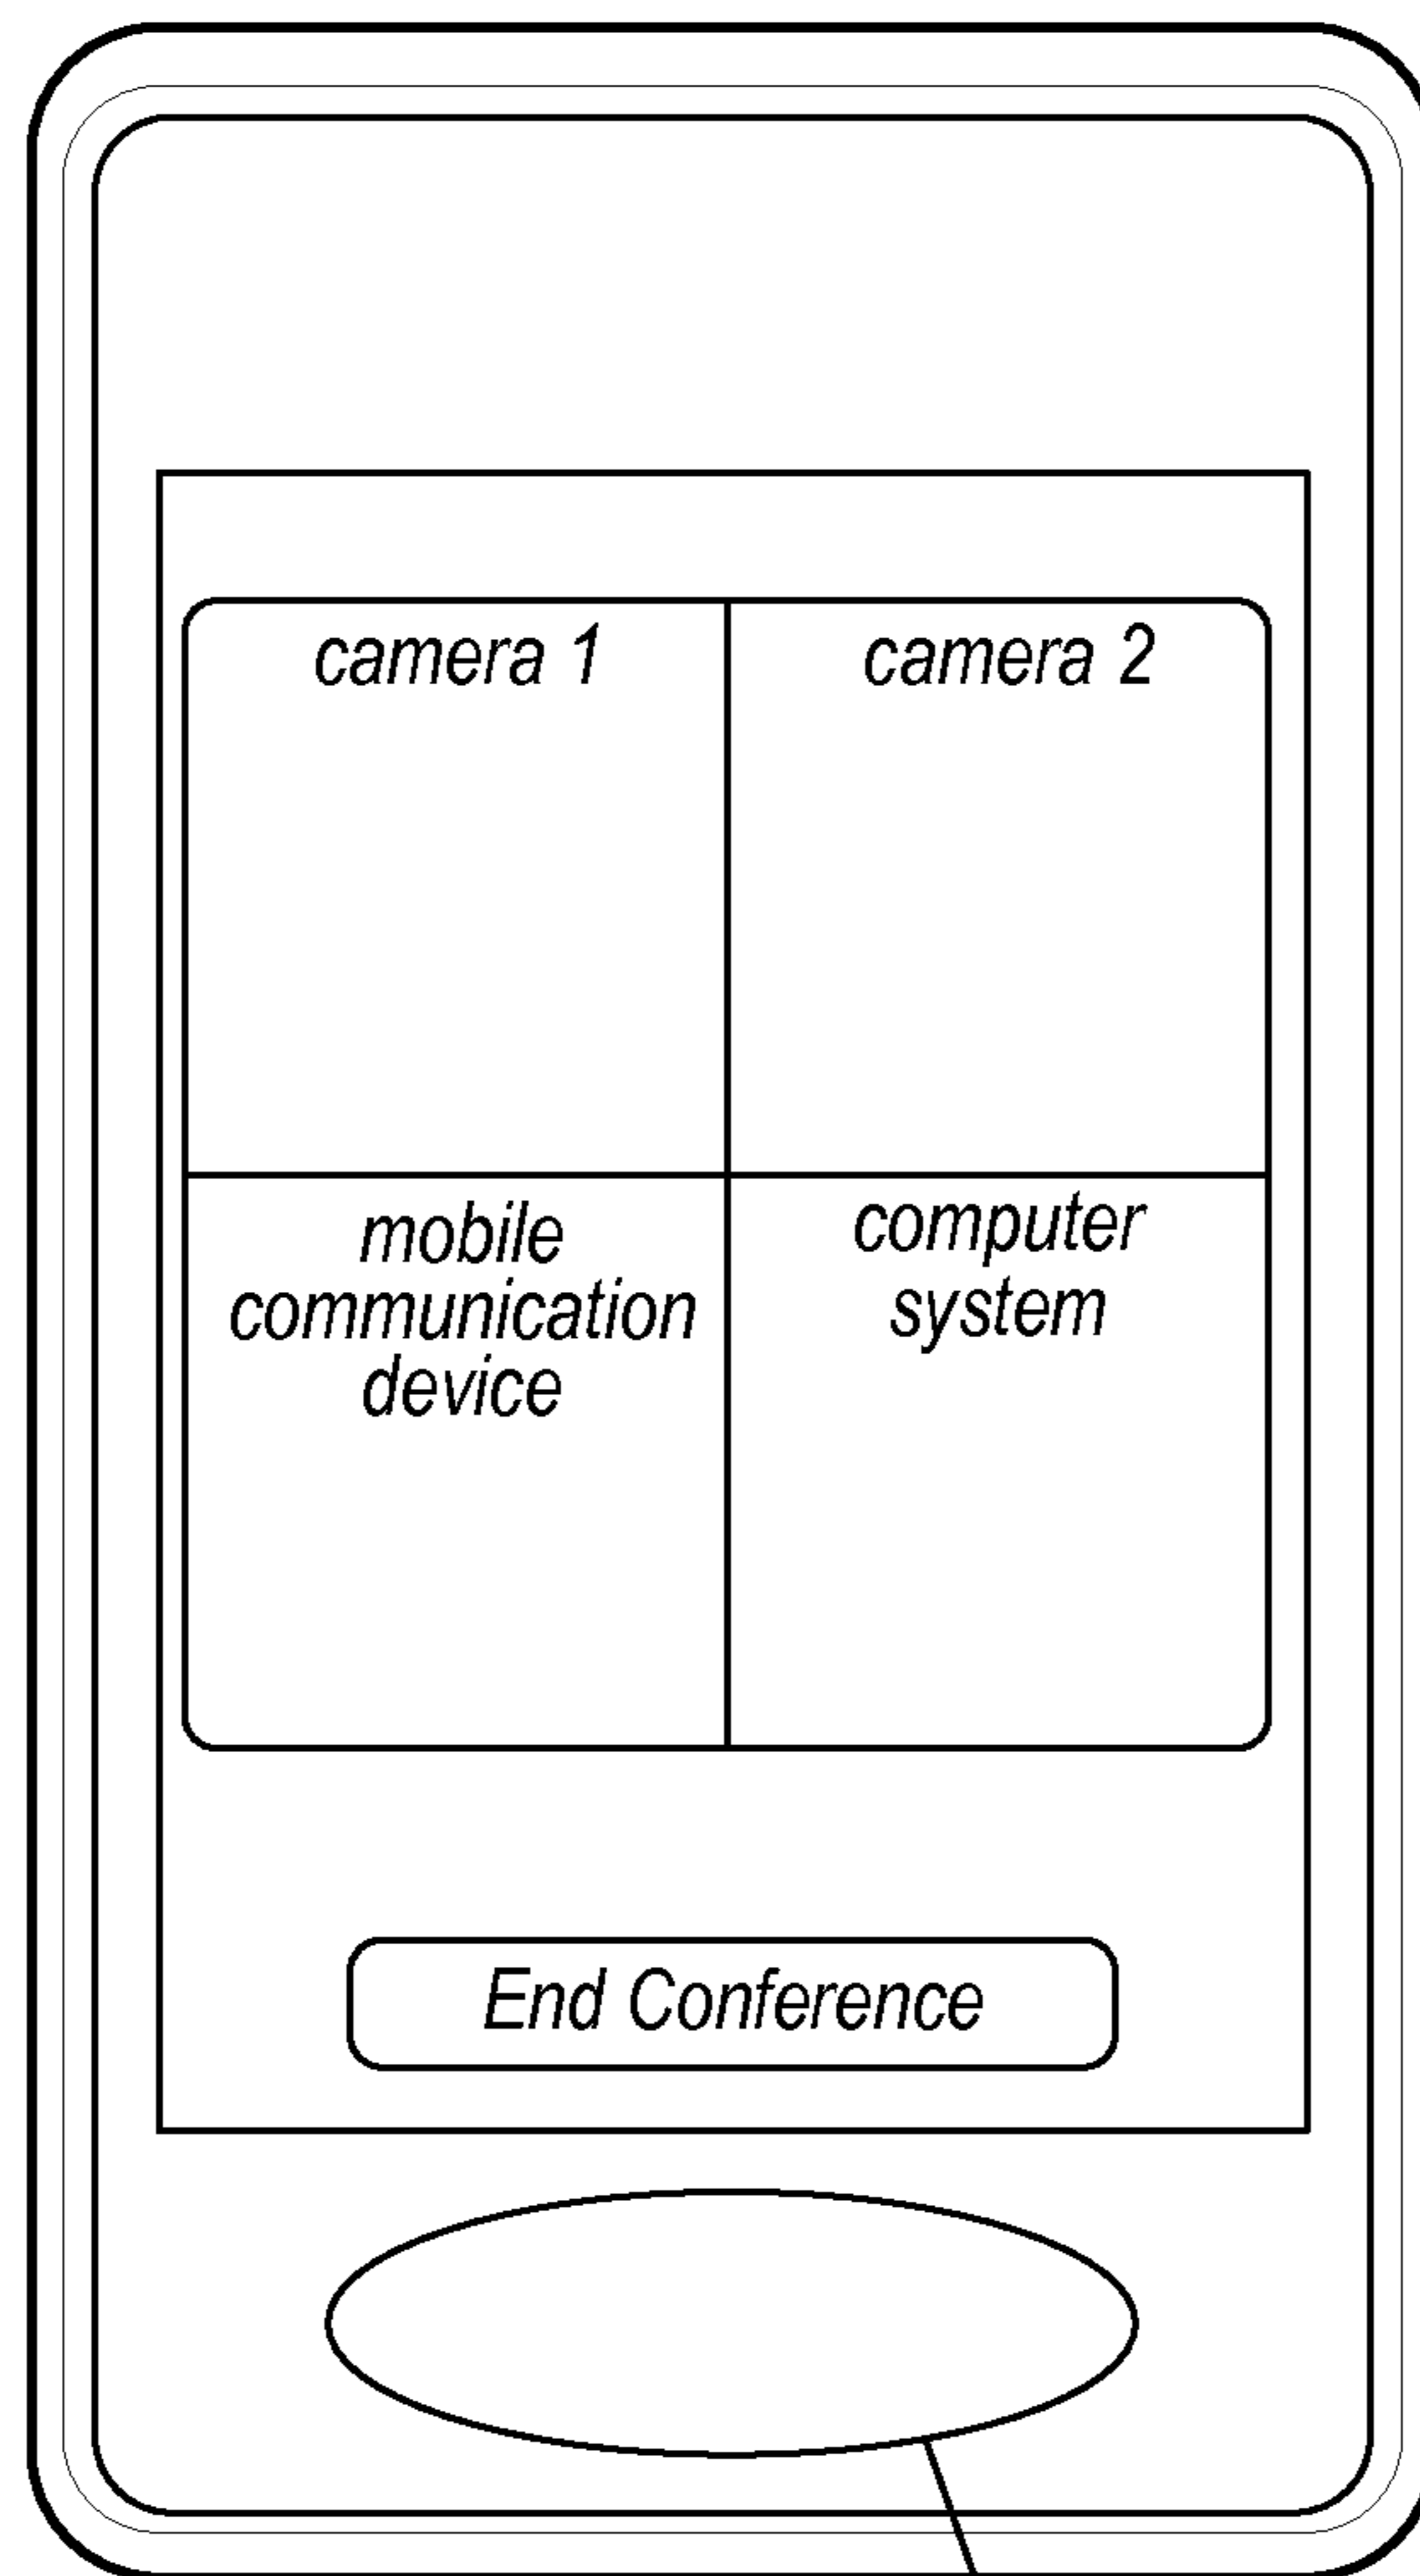 camera 1
camera 2
mobile
communication
device
computer
system
End Conference